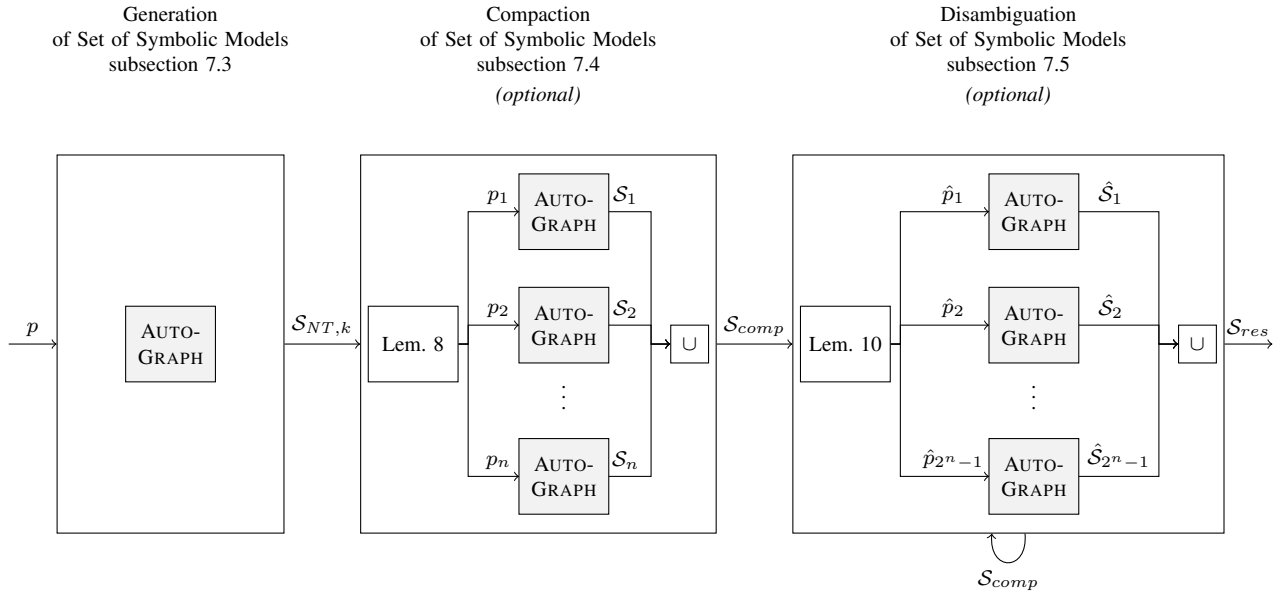 Generation
of Set of Symbolic Models
subsection 7.3
Compaction
of Set of Symbolic Models
subsection 7.4
(optional)
Disambiguation
of Set of Symbolic Models
subsection 7.5
(optional)
p
AUTO-
GRAPH
S_{NT,k}
Lem. 8
p_1
AUTO-
GRAPH
S_1
p_2
AUTO-
GRAPH
S_2
⋮
p_n
AUTO-
GRAPH
S_n
∪
S_{comp}
Lem. 10
p̂_1
AUTO-
GRAPH
Ŝ_1
p̂_2
AUTO-
GRAPH
Ŝ_2
⋮
p̂_{2^n−1}
AUTO-
GRAPH
Ŝ_{2^n−1}
∪
S_{res}
S_{comp}